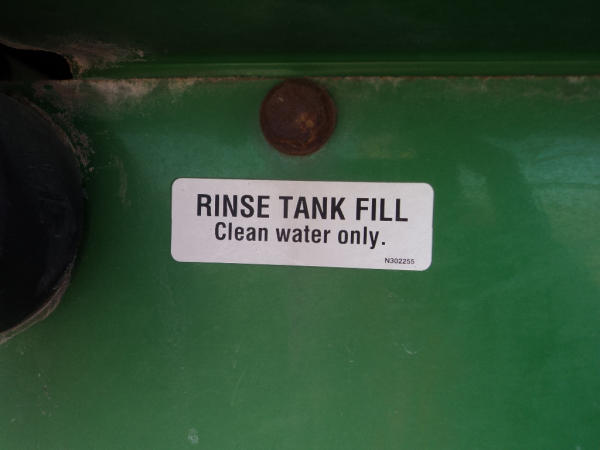 RINSE TANK FILL
Clean water only.
N302255